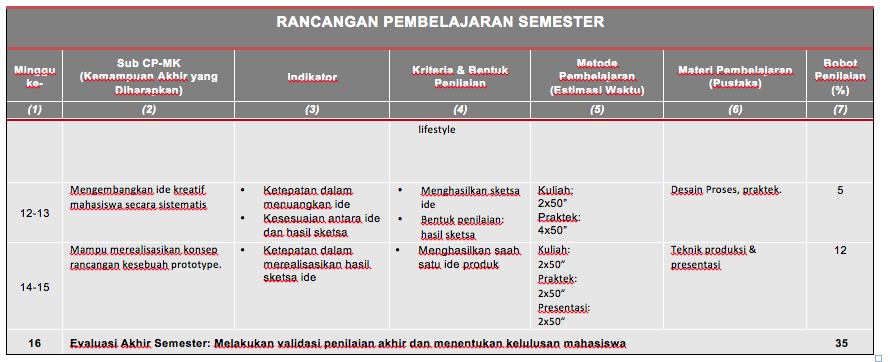 RANCANGAN PEMBELAJARAN SEMESTER
Minggu
ke-
Sub CP-MK
(Kemampuan Akhir yang
Diharapkan)
Indikator
Kriteria & Bentuk
Penilaian
Metode
Pembelajaran
(Estimasi Waktu)
Materi Pembelajaran
(Pustaka)
Bobot
Penilaian
(%)
(1)
(2)
(3)
(4)
(5)
(6)
(7)
lifestyle
12-13
Mengembangkan ide kreatif
mahasiswa secara sistematis
• Ketepatan dalam
menuangkan ide
• Kesesuaian antara ide
dan hasil sketsa
• Menghasilkan sketsa
ide
• Bentuk penilaian:
hasil sketsa
Kuliah:
2x50”
Praktek:
4x50”
Desain Proses, praktek.
5
14-15
Mampu merealisasikan konsep
rancangan kesebuah prototype.
• Ketepatan dalam
merealisasikan hasil
sketsa ide
• Menghasilkan saah
satu ide produk
Kuliah:
2x50”
Praktek:
2x50”
Presentasi:
2x50”
Teknik produksi &
presentasi
12
16
Evaluasi Akhir Semester: Melakukan validasi penilaian akhir dan menentukan kelulusan mahasiswa
35